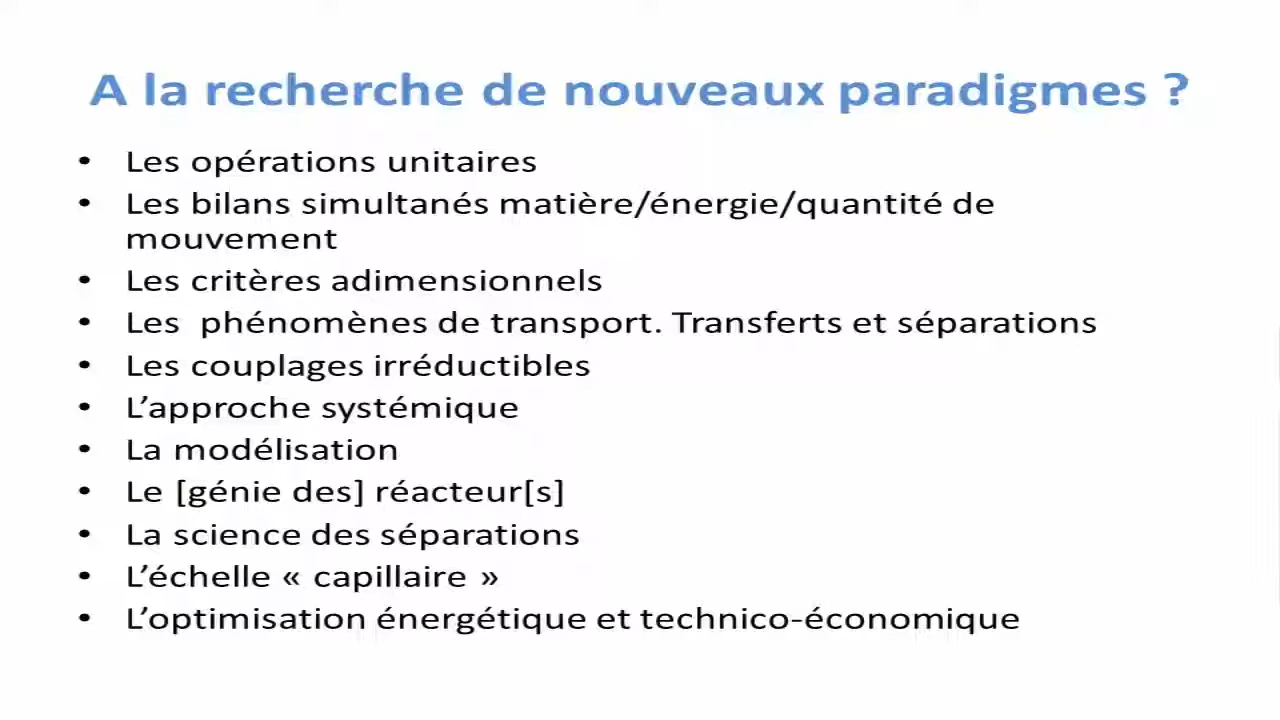 A la recherche de nouveaux paradigmes ?
• Les opérations unitaires
• Les bilans simultanés matière/énergie/quantité de
mouvement
• Les critères adimensionnels
• Les  phénomènes de transport. Transferts et séparations
• Les couplages irréductibles
• L’approche systémique
• La modélisation
• Le [génie des] réacteur[s]
• La science des séparations
• L’échelle « capillaire »
• L’optimisation énergétique et technico-économique